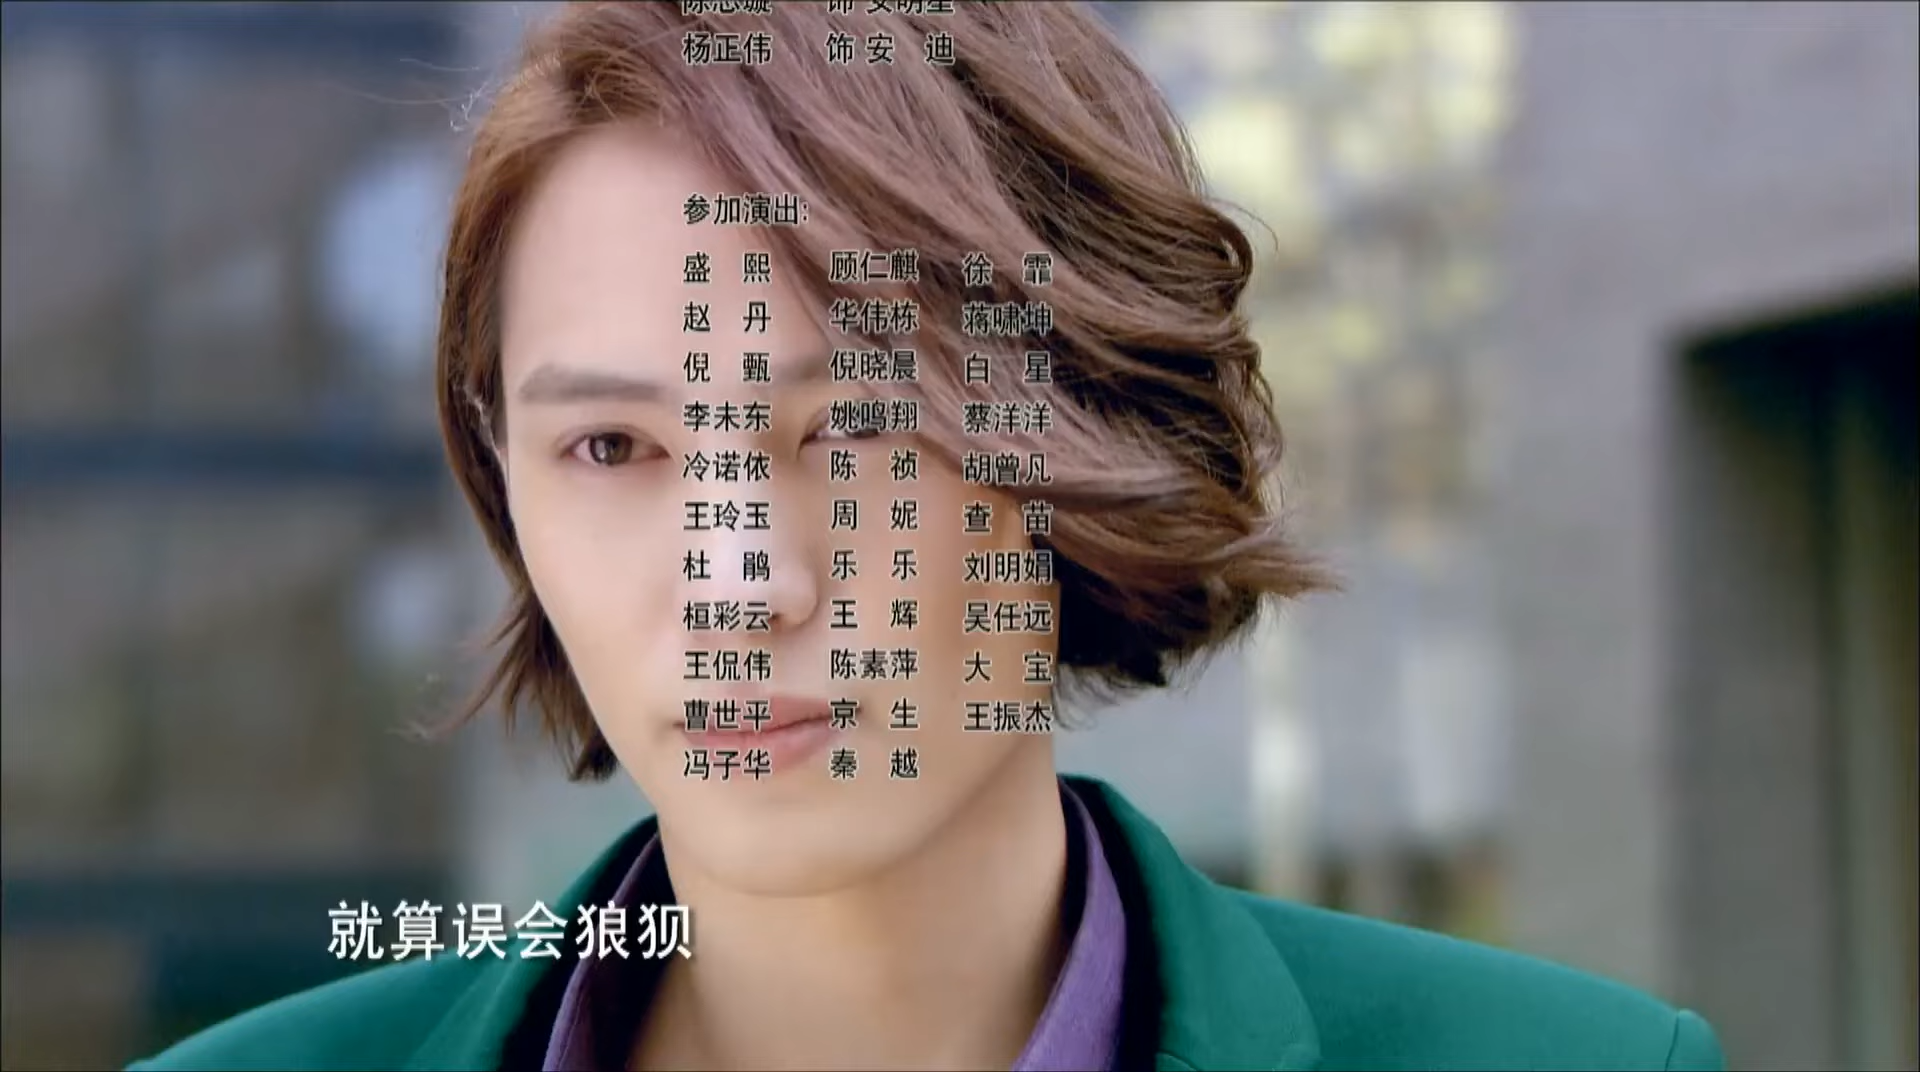 杨正伟 饰 安 迪
参加演出:
盛 熙 顾仁麒 徐 霏
赵 丹 华伟栋 蒋啸坤
倪 甄 倪晓晨 白 星
李未东 姚鸣翔 蔡洋洋
冷诺依 陈 祯 胡曾凡
王玲玉 周 妮 查 苗
杜 鹃 乐 乐 刘明娟
桓彩云 王 辉 吴任远
王侃伟 陈素萍 大 宝
曹世平 京 生 王振杰
冯子华 秦 越
就算误会狼狈